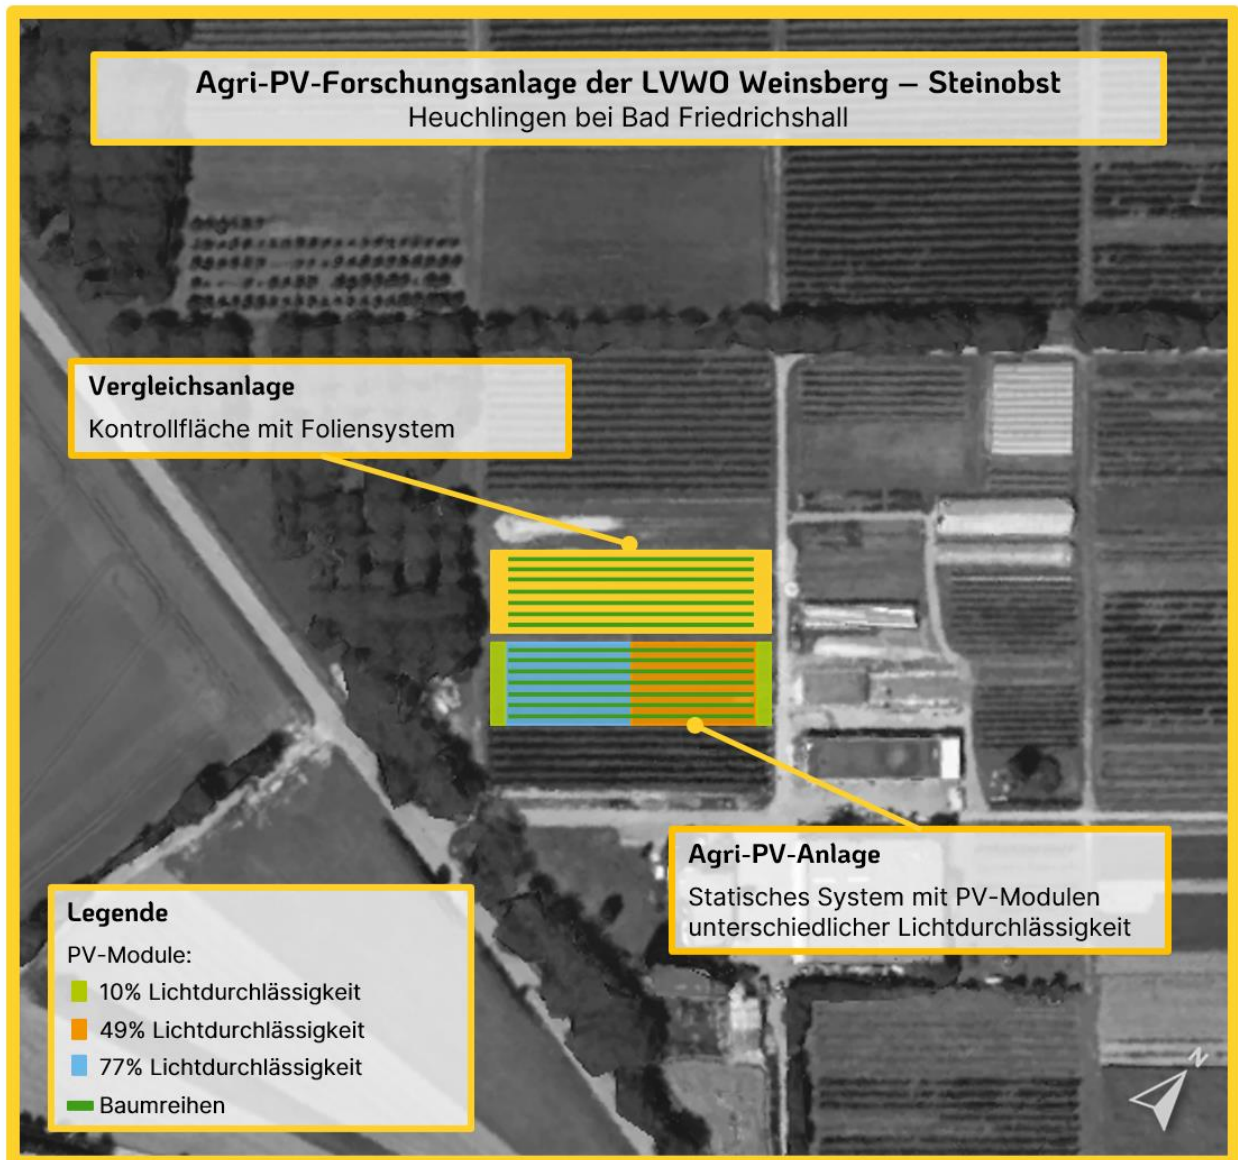 Agri-PV-Forschungsanlage der LVWO Weinsberg – Steinobst
Heuchlingen bei Bad Friedrichshall
Vergleichsanlage
Kontrollfläche mit Foliensystem
Agri-PV-Anlage
Statisches System mit PV-Modulen
unterschiedlicher Lichtdurchlässigkeit
Legende
PV-Module:
10% Lichtdurchlässigkeit
49% Lichtdurchlässigkeit
77% Lichtdurchlässigkeit
Baumreihen
N